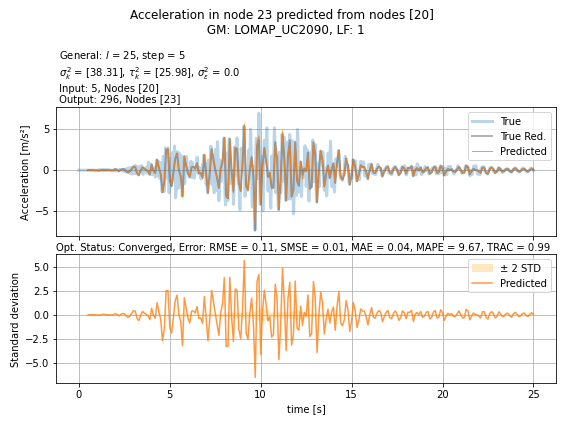 Acceleration in node 23 predicted from nodes [20]
GM: LOMAP_UC2090, LF: 1
General: l = 25, step = 5
σ²ₖ = [38.31], τ²ₖ = [25.98], σ²ε = 0.0
Input: 5, Nodes [20]
Output: 296, Nodes [23]
Acceleration [m/s²]
5
0
−5
True
True Red.
Predicted
Opt. Status: Converged, Error: RMSE = 0.11, SMSE = 0.01, MAE = 0.04, MAPE = 9.67, TRAC = 0.99
Standard deviation
5.0
2.5
0.0
−2.5
−5.0
± 2 STD
Predicted
0 5 10 15 20 25
time [s]